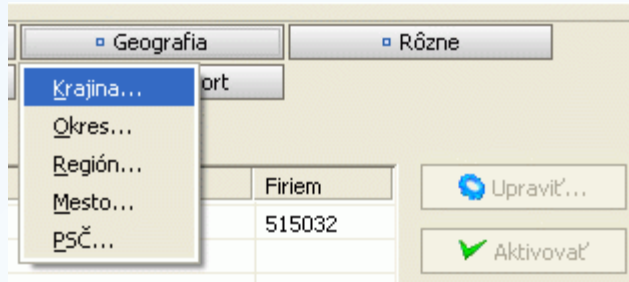 Geografia
Rôzne
Krajina...
ort
Okres...
Región...
Mesto...
PSČ...
Firiem
515032
Upraviť...
Aktivovať